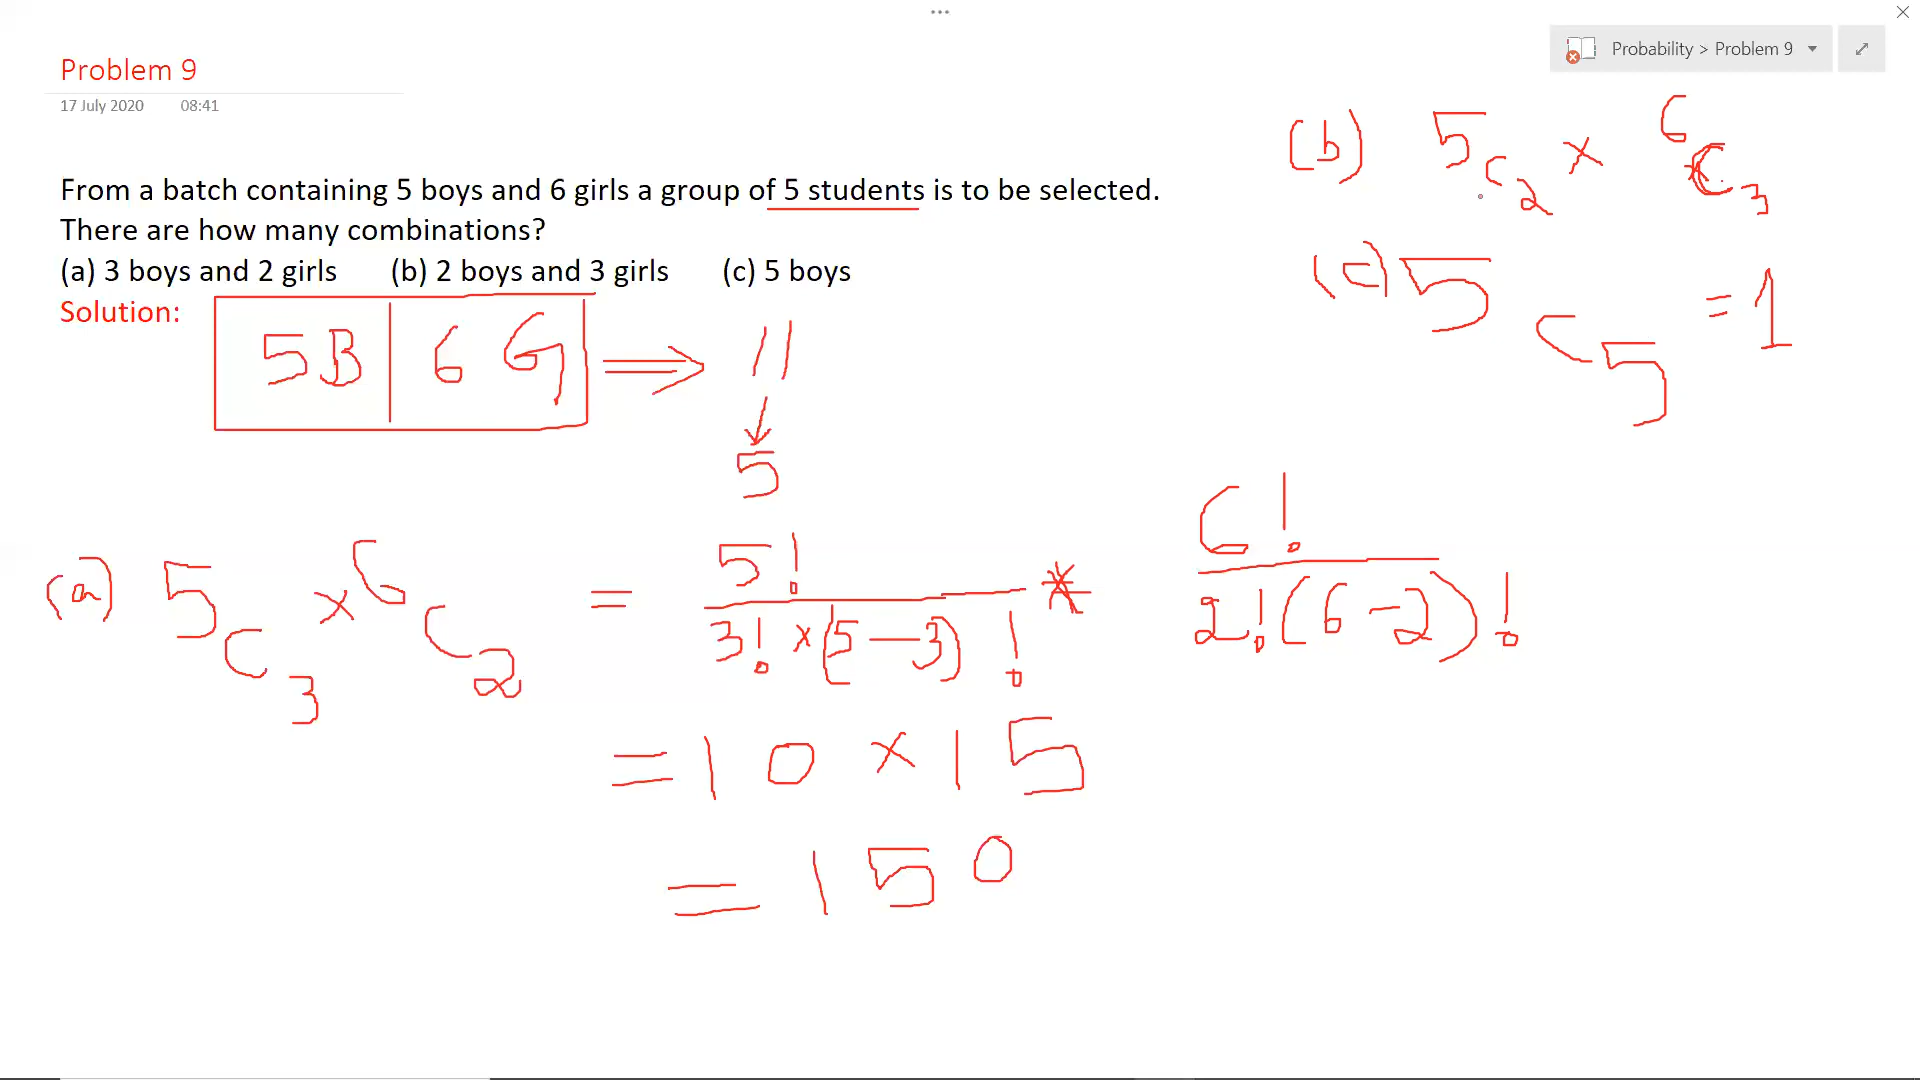 Problem 9
17 July 2020 08:41
Probability > Problem 9
From a batch containing 5 boys and 6 girls a group of 5 students is to be selected.
There are how many combinations?
(a) 3 boys and 2 girls (b) 2 boys and 3 girls (c) 5 boys
Solution:
5B | 6 G ⟹ 11
↓
5
(a) 5C3 × 6C2 = 5! / 3! × (5 − 3)! * 6! / 2! (6 − 2)!
= 10 × 15
= 150
(b) 5C2 × 6C3
(c) 5C5 = 1